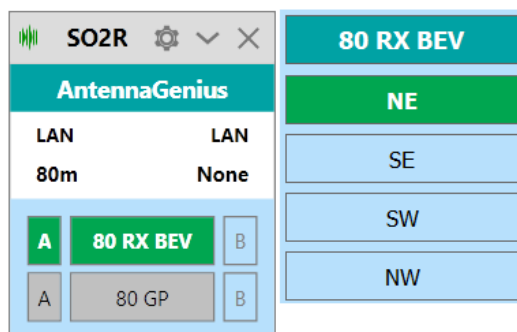 SO2R
AntennaGenius
LAN LAN
80m None
A 80 RX BEV B
A 80 GP B
80 RX BEV
NE
SE
SW
NW